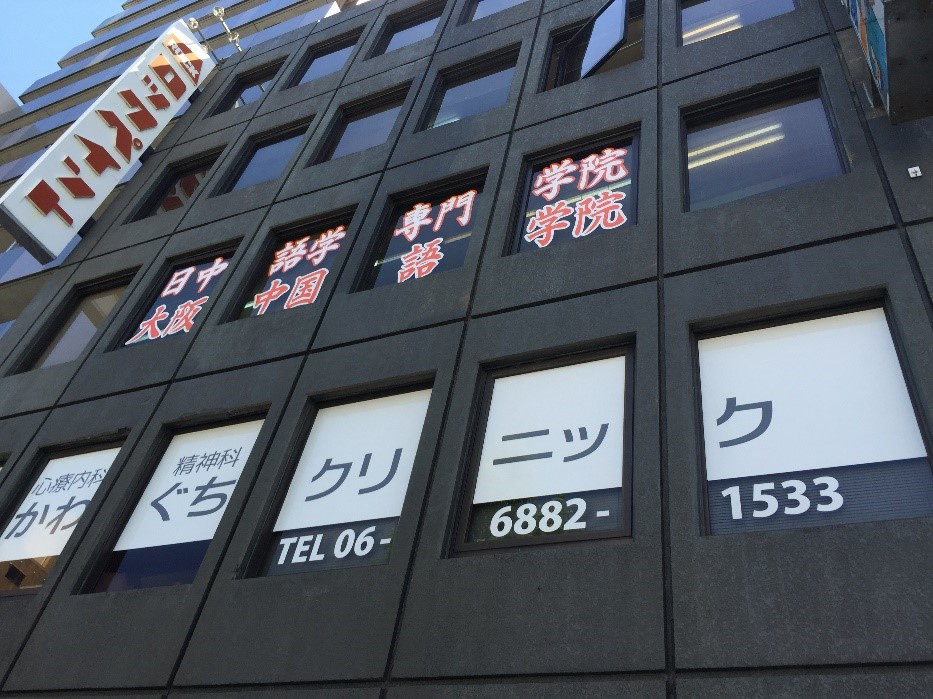 日中語学専門学院
大阪中国語学院
心療内科 精神科
かわぐちクリニック
TEL 06-6882-1533